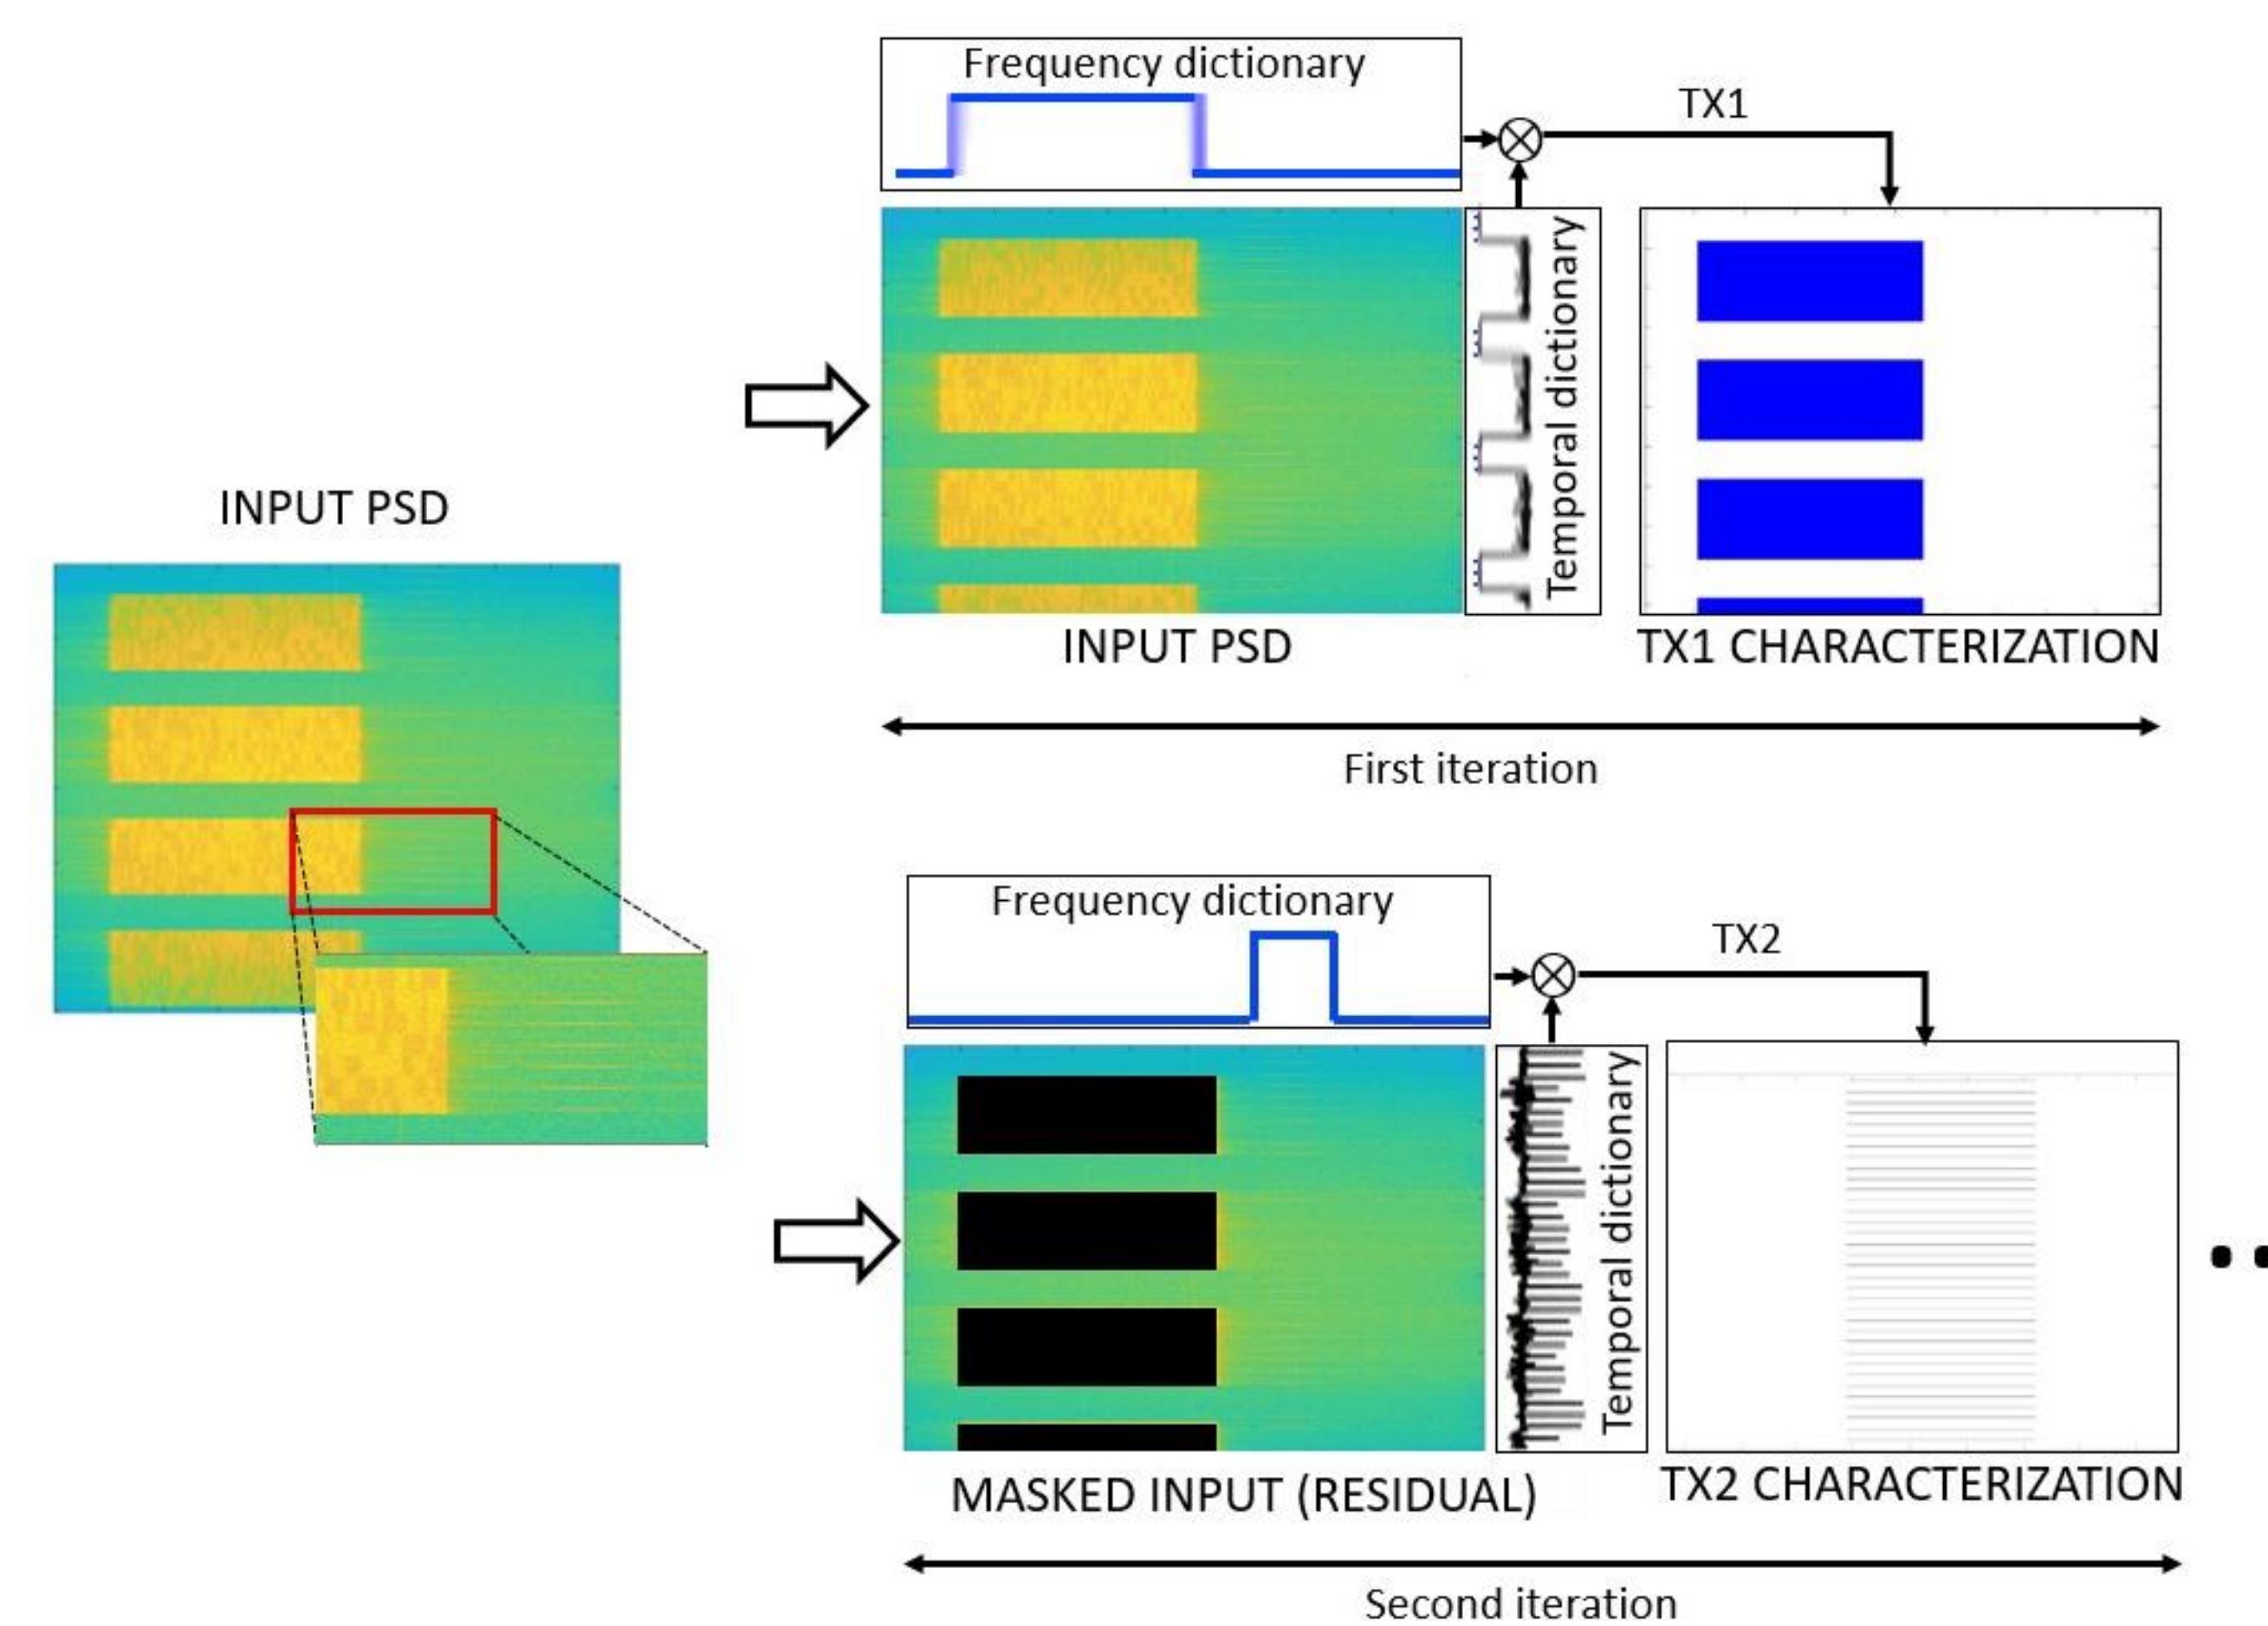 Frequency dictionary
TX1
Temporal dictionary
INPUT PSD
INPUT PSD
TX1 CHARACTERIZATION
First iteration
Frequency dictionary
TX2
Temporal dictionary
MASKED INPUT (RESIDUAL)
TX2 CHARACTERIZATION
Second iteration